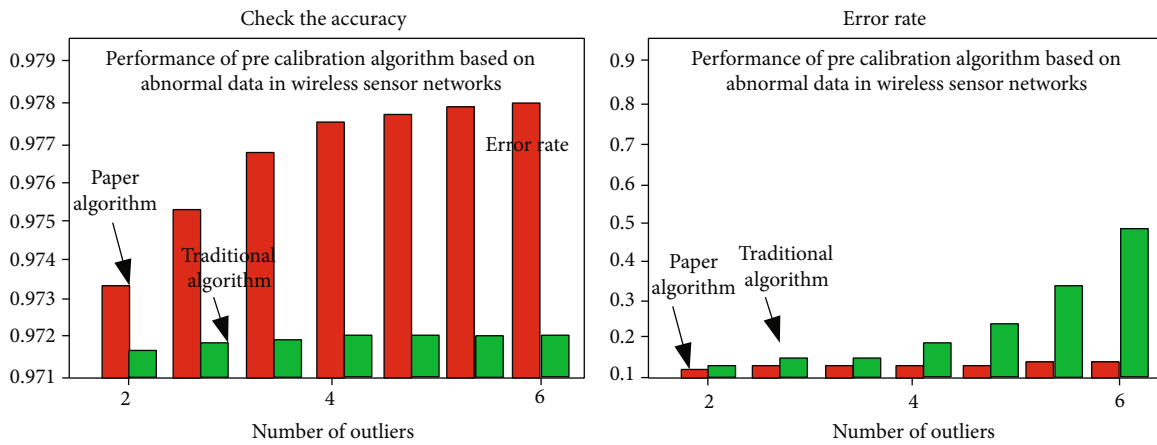 Check the accuracy
Performance of pre calibration algorithm based on
abnormal data in wireless sensor networks
0.979
0.978
0.977
0.976
0.975
0.974
0.973
0.972
0.971
Error rate
Paper
algorithm
Traditional
algorithm
2
4
6
Number of outliers
Error rate
Performance of pre calibration algorithm based on
abnormal data in wireless sensor networks
0.9
0.8
0.7
0.6
0.5
0.4
0.3
0.2
0.1
Paper
algorithm
Traditional
algorithm
2
4
6
Number of outliers